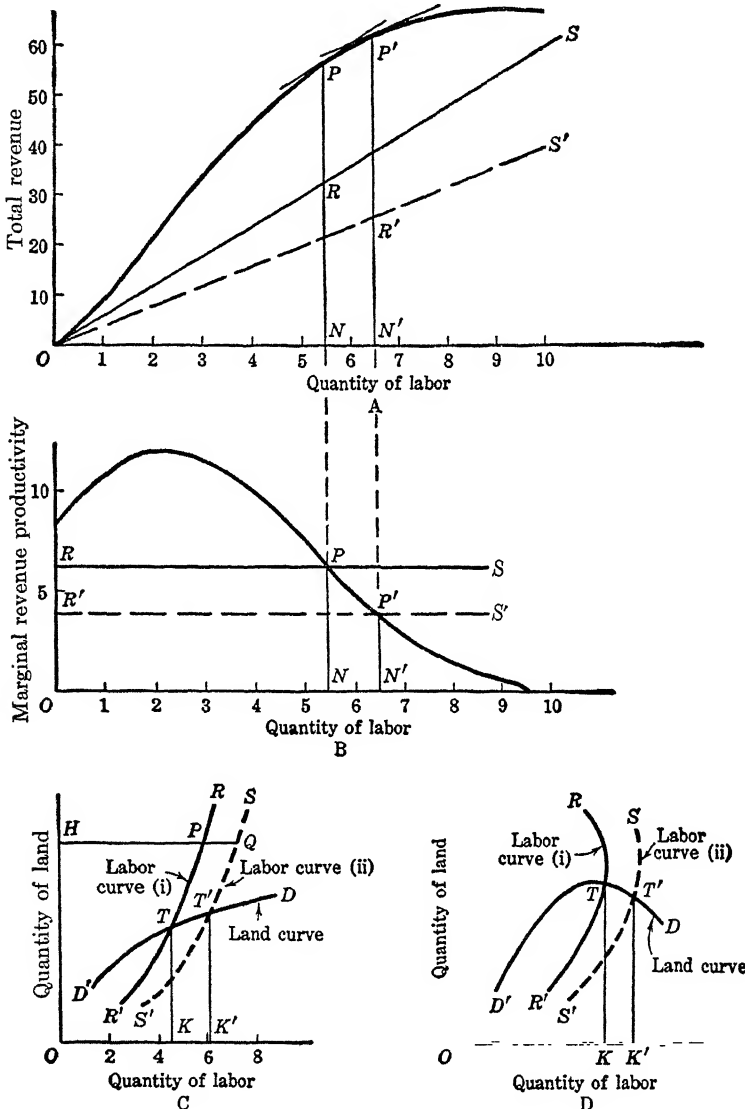 Total revenue
60
50
40
30
20
10
O 1 2 3 4 5 6 7 8 9 10
P P′ S
R S′
R′
N N′
Quantity of labor
A
Marginal revenue productivity
10
5
R P S
R′ P′ S′
N N′
O 1 2 3 4 5 6 7 8 9 10
Quantity of labor
B
Quantity of land
R S
H P Q
Labor curve (i)
Labor curve (ii)
T T′ D
Land curve
D′
R′ S′ K K′
O 2 4 6 8
Quantity of labor
C
Quantity of land
R S
Labor curve (i)
Labor curve (ii)
T T′
D
Land curve
D′ R′ S′
O K K′
Quantity of labor
D